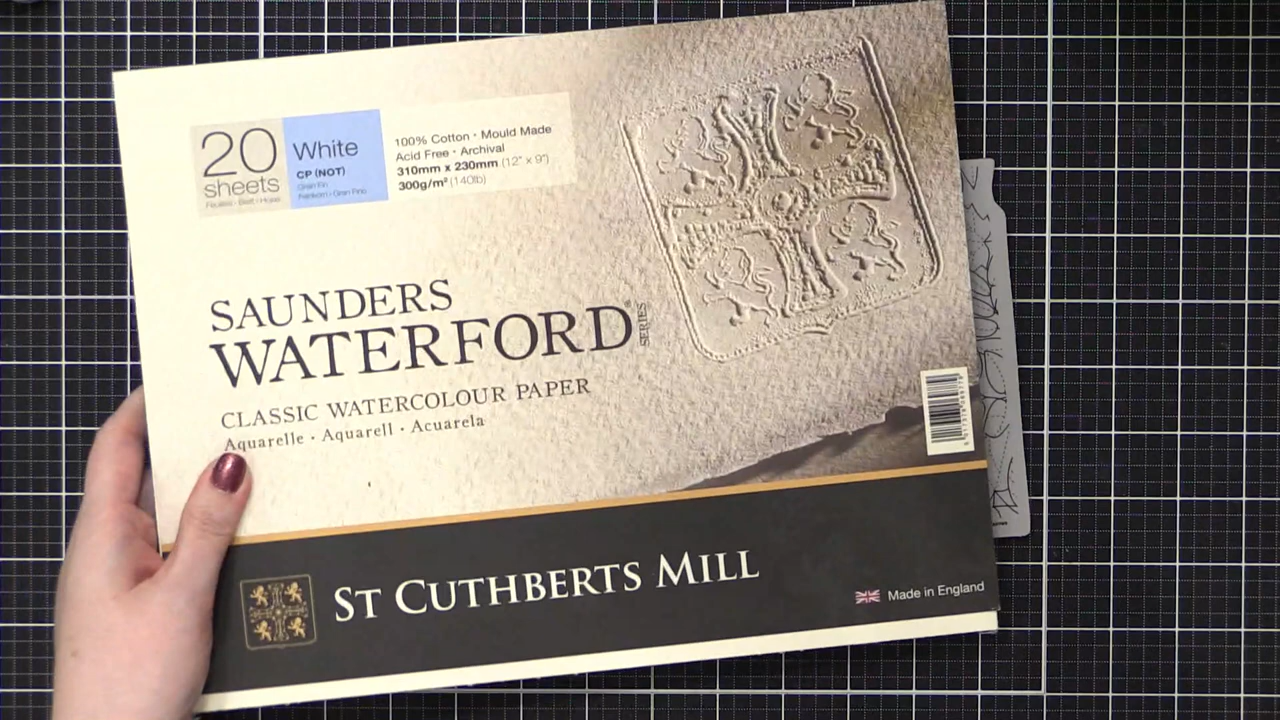 20
sheets
White
CP (NOT)
100% Cotton • Mould Made
Acid Free • Archival
310mm x 230mm (12" x 9")
300g/m² (140lb)
SAUNDERS
WATERFORD
SERIES
CLASSIC WATERCOLOUR PAPER
Aquarelle • Aquarell • Acuarela
ST CUTHBERTS MILL
Made in England